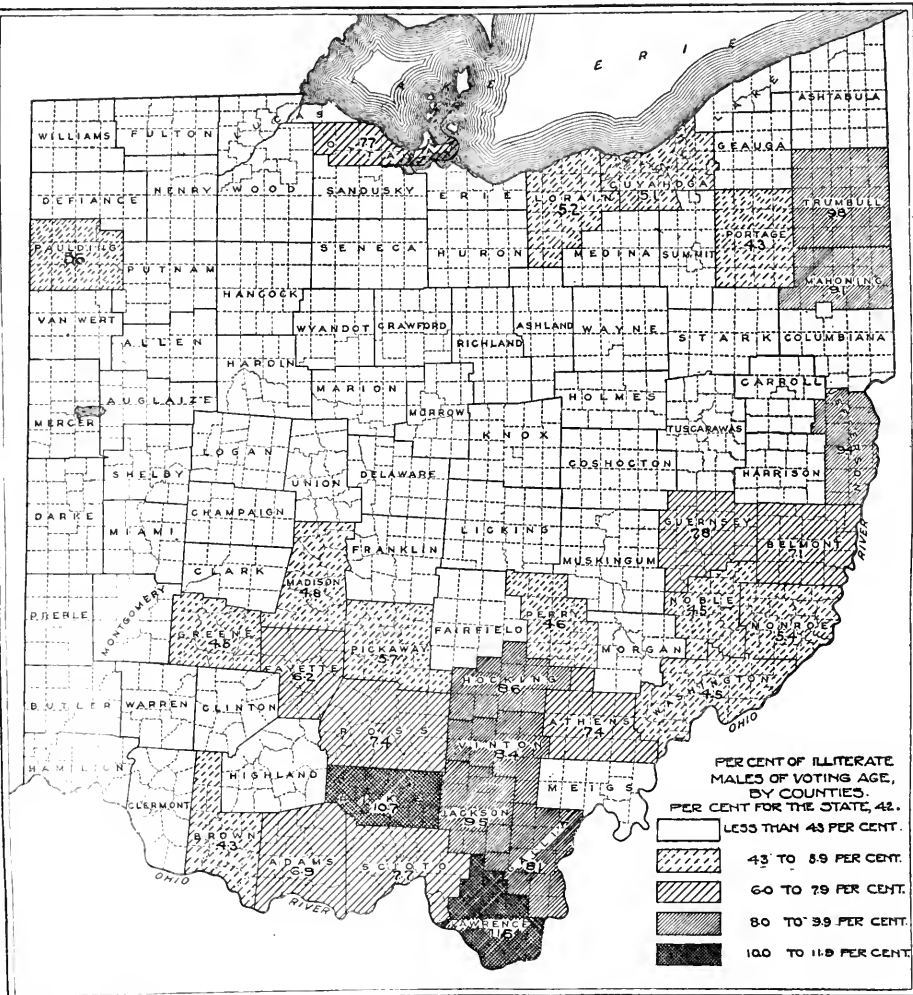 ERIE
LAKE
ASHTABULA
WILLIAMS
FULTON
LUCAS
7.7
GEAUGA
CUYAHOGA
5.1
DEFIANCE
HENRY
WOOD
SANDUSKY
ERIE
LORAIN
5.2
TRUMBULL
9.8
PAULDING
5.6
PORTAGE
4.3
PUTNAM
SENECA
HURON
MEDINA
SUMMIT
MAHONING
9.1
HANCOCK
VAN WERT
ALLEN
WYANDOT
CRAWFORD
RICHLAND
ASHLAND
WAYNE
STARK
COLUMBIANA
HARDIN
MARION
CARROLL
MERCER
AUGLAIZE
MORROW
HOLMES
TUSCARAWAS
KNOX
9.4
LOGAN
UNION
DELAWARE
COSHOCTON
HARRISON
SHELBY
DARKE
CHAMPAIGN
LICKING
GUERNSEY
7.8
BELMONT
RIVER
MIAMI
FRANKLIN
MUSKINGUM
CLARK
MADISON
4.8
NOBLE
4.5
PREBLE
MONTGOMERY
GREENE
PERRY
4.6
MONROE
5.4
PICKAWAY
5.7
FAIRFIELD
MORGAN
FAYETTE
6.2
WASHINGTON
4.5
HOCKING
8.6
BUTLER
WARREN
CLINTON
ROSS
7.4
ATHENS
7.4
OHIO
VINTON
8.4
HAMILTON
HIGHLAND
MEIGS
CLERMONT
10.7
JACKSON
9.5
BROWN
4.3
GALLIA
8.1
ADAMS
6.9
SCIOTO
7.7
OHIO
RIVER
LAWRENCE
11.6
PER CENT OF ILLITERATE
MALES OF VOTING AGE,
BY COUNTIES.
PER CENT FOR THE STATE, 4.2.
LESS THAN 4.3 PER CENT.
4.3 TO 5.9 PER CENT.
6.0 TO 7.9 PER CENT.
8.0 TO 9.9 PER CENT.
10.0 TO 11.9 PER CENT.